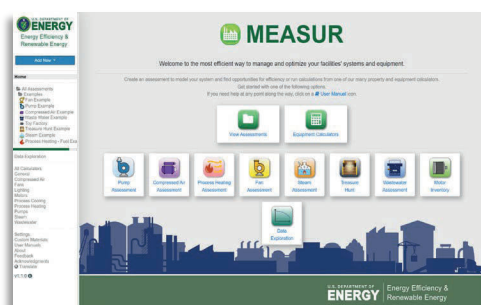 U.S. DEPARTMENT OF
ENERGY
Energy Efficiency &
Renewable Energy
Add New
Home
All Assessments
Examples
Fan Example
Pump Example
Compressed Air Example
Waste Water Example
Toy Factory
Treasure Hunt Example
Steam Example
Process Heating - Fuel Exa
Data Exploration
All Calculators
General
Compressed Air
Fans
Lighting
Motors
Process Cooling
Process Heating
Pumps
Steam
Wastewater
Settings
Custom Materials
User Manuals
About
Feedback
Acknowledgments
Translate
v1.1.0
MEASUR
Welcome to the most efficient way to manage and optimize your facilities' systems and equipment.
Create an assessment to model your system and find opportunities for efficiency or run calculations from one of our many property and equipment calculators.
Get started with one of the following options.
If you need help at any point along the way, click on a User Manual icon.
View Assessments
Equipment Calculators
Pump
Assessment
Compressed Air
Assessment
Process Heating
Assessment
Fan
Assessment
Steam
Assessment
Treasure
Hunt
Wastewater
Assessment
Motor
Inventory
Data
Exploration
U.S. DEPARTMENT OF
ENERGY
Energy Efficiency &
Renewable Energy